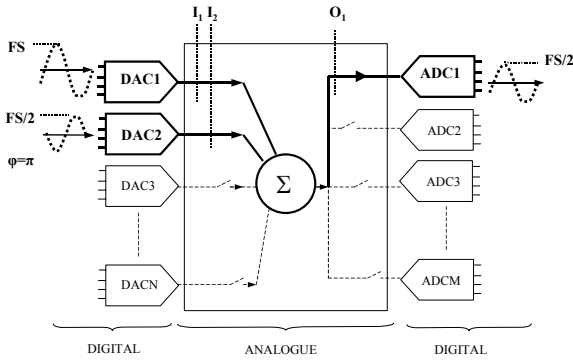 I1 I2 O1
FS
FS/2
DAC1 ADC1
FS/2
DAC2 ADC2
φ=π
DAC3 Σ ADC3
DACN ADCM
DIGITAL ANALOGUE DIGITAL